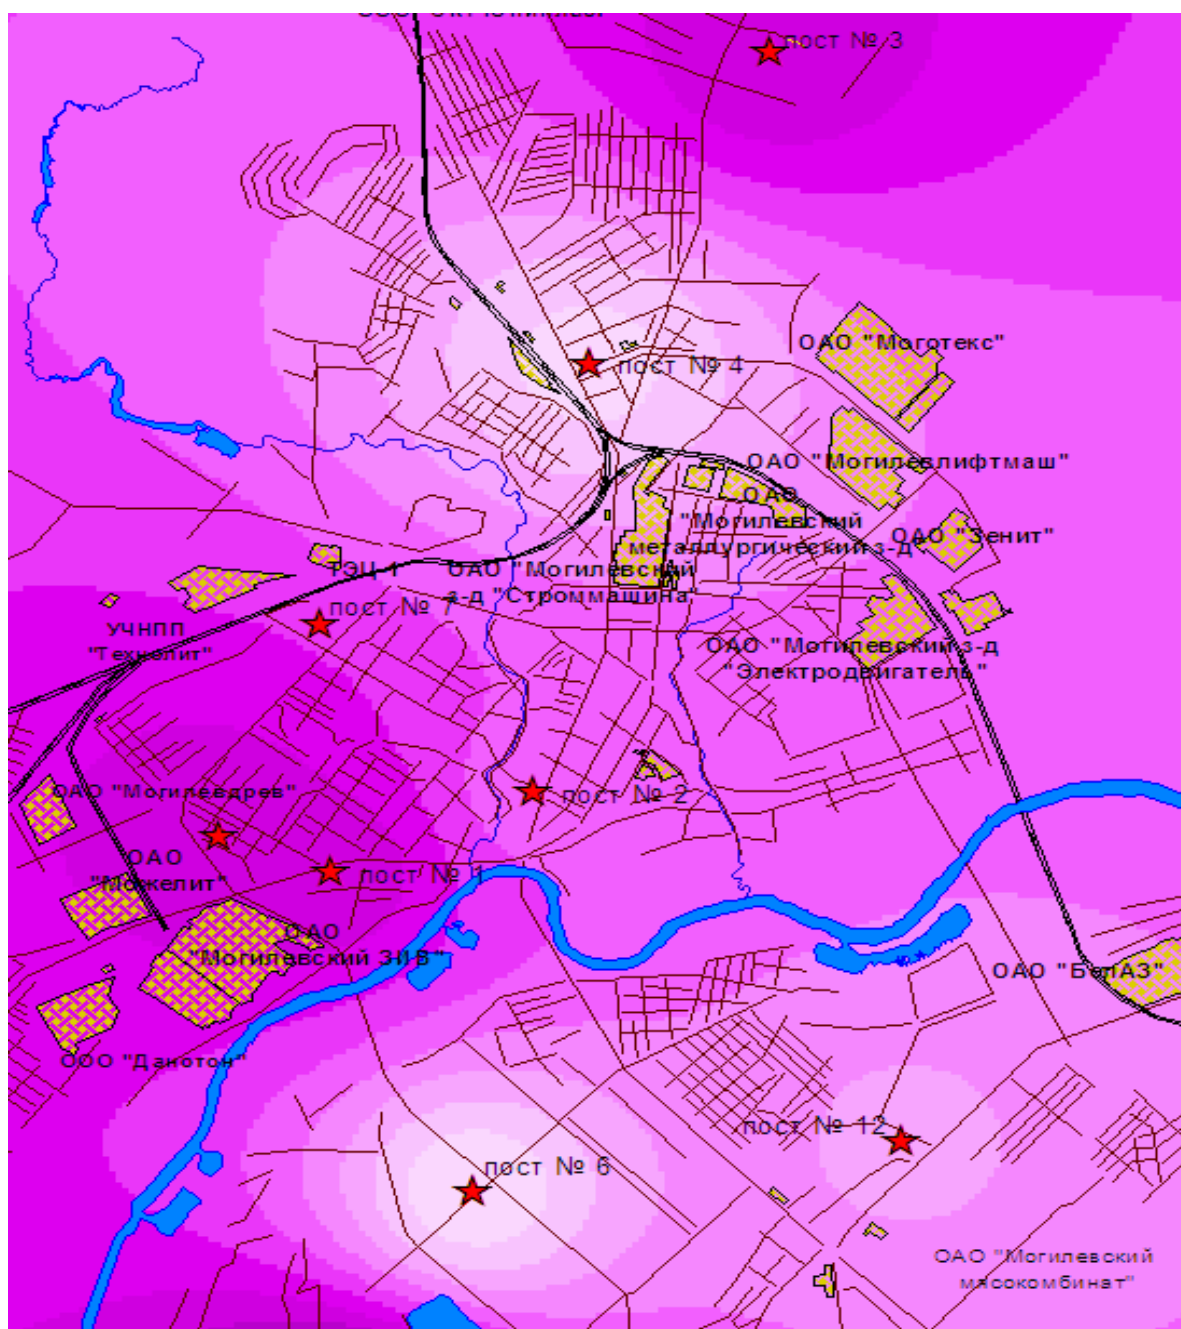 пост № 3
ОАО "Моготекс"
пост № 4
ОАО "Могилевлифтмаш"
ОАО
"Могилевский
металлургический з-д"
ОАО "Зенит"
ТЭЦ-1
ОАО "Могилевский
з-д "Строммашина"
пост № 7
УЧНПП
"Технолит"
ОАО "Могилевский з-д
"Электродвигатель"
ОАО "Могилевдрев"
пост № 2
ОАО
"Можелит"
пост № 1
ОАО
"Могилевский ЗИВ"
ОАО "БелАЗ"
ООО "Данотон"
пост № 12
пост № 6
ОАО "Могилевский
мясокомбинат"